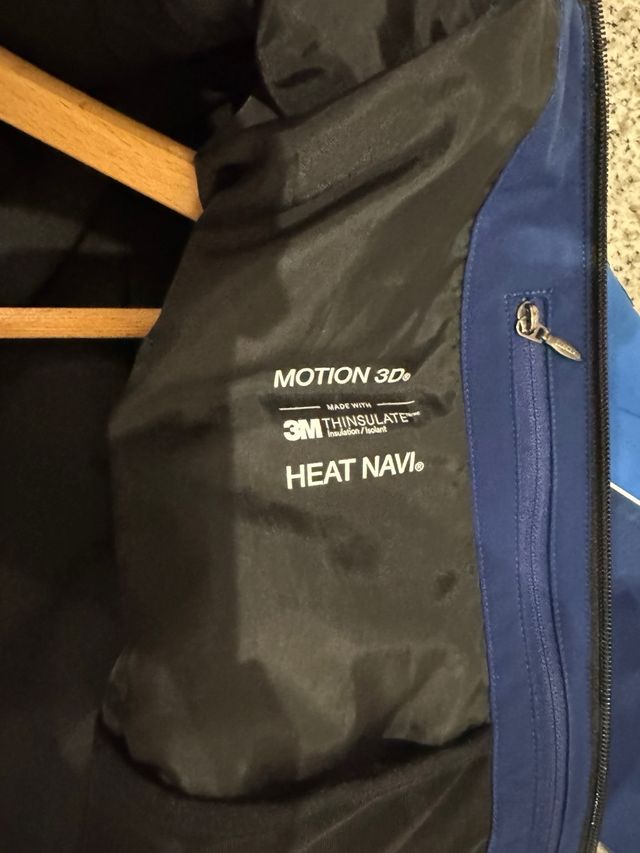 MOTION 3D®
MADE WITH
3M THINSULATE™
Insulation / Isolant
HEAT NAVI®